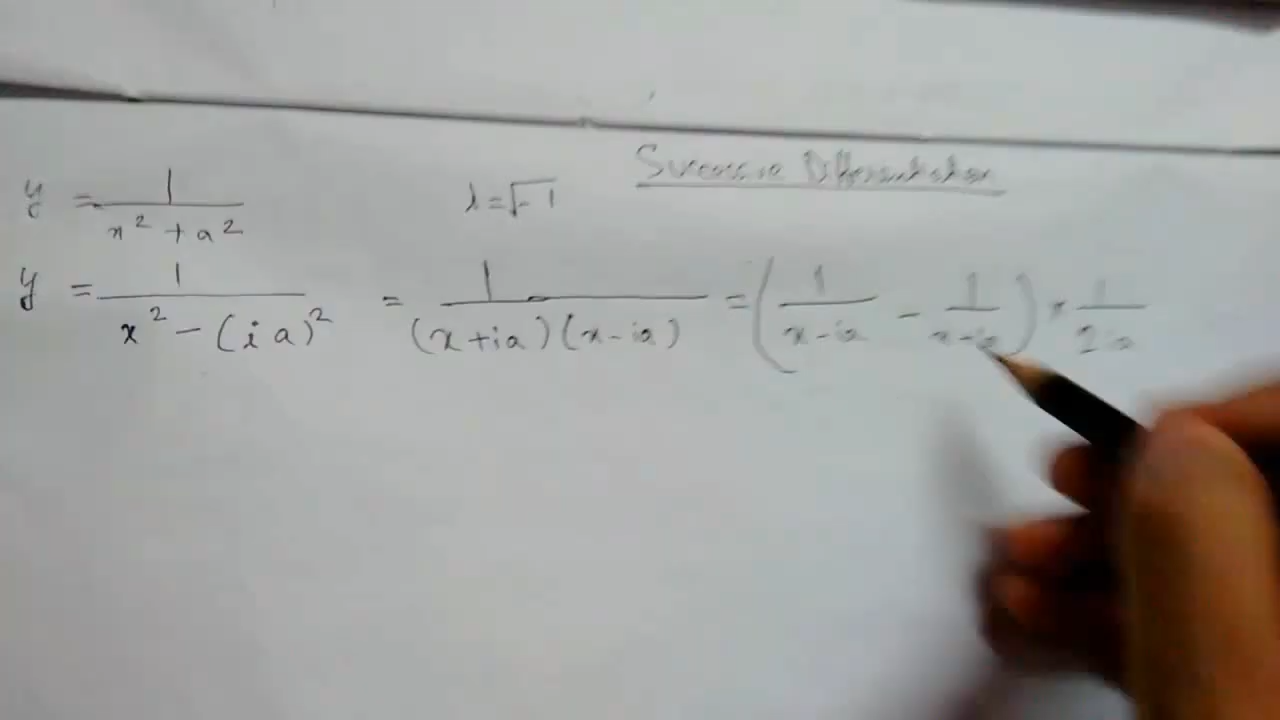 Successive Differentiation
y = 1/(x² + a²)
i = √-1
y = 1/(x² - (ia)²) = 1/((x+ia)(x-ia)) = (1/(x-ia) - 1/(x-ia)) * 1/2ia